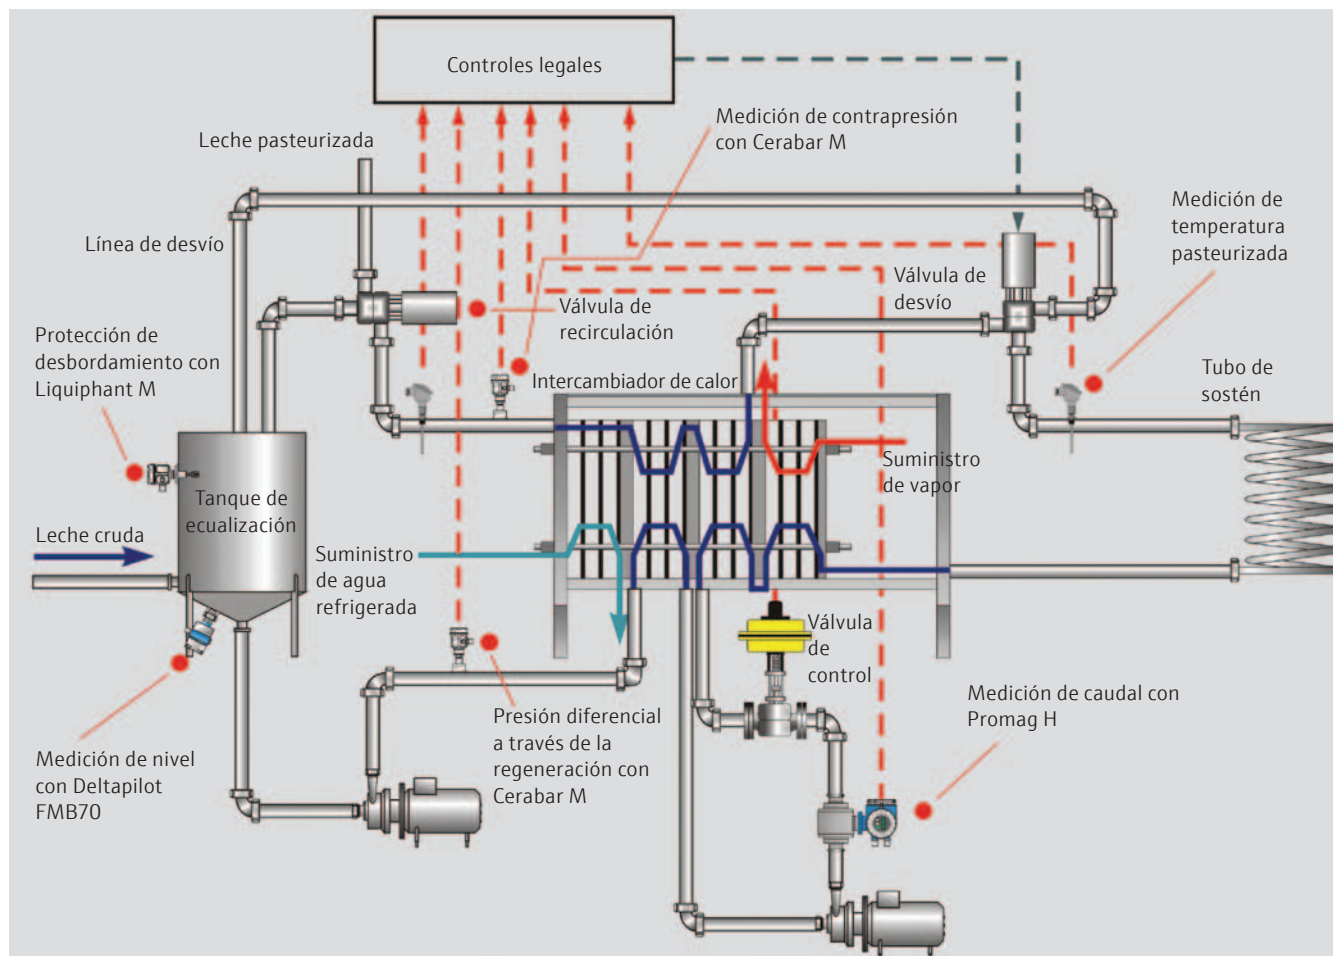 Controles legales
Medición de contrapresión
con Cerabar M
Leche pasteurizada
Medición de
temperatura
pasteurizada
Línea de desvío
Válvula de
desvío
Válvula de
recirculación
Protección de
desbordamiento con
Liquiphant M
Intercambiador de calor
Tubo de
sostén
Suministro
de vapor
Tanque de
ecualización
Leche cruda
Suministro
de agua
refrigerada
Válvula
de
control
Medición de caudal con
Promag H
Presión diferencial
a través de la
regeneración con
Cerabar M
Medición de nivel
con Deltapilot
FMB70